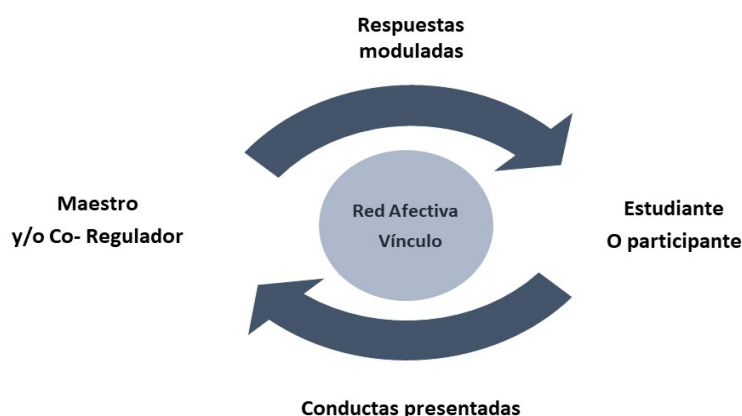 Respuestas
moduladas
Maestro
y/o Co- Regulador
Red Afectiva
Vínculo
Estudiante
O participante
Conductas presentadas